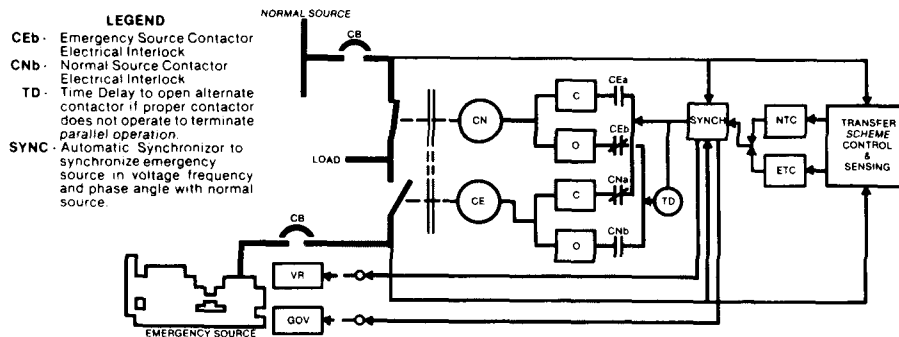 LEGEND
CEb - Emergency Source Contactor
Electrical Interlock
CNb - Normal Source Contactor
Electrical Interlock
TD - Time Delay to open alternate
contactor if proper contactor
does not operate to terminate
parallel operation.
SYNC - Automatic Synchronizor to
synchronize emergency
source in voltage frequency
and phase angle with normal
source.
NORMAL SOURCE
CB
LOAD
CN
C
CEa
O
CEb
CE
C
CNa
O
CNb
TD
SYNCH
NTC
ETC
TRANSFER
SCHEME
CONTROL
&
SENSING
CB
VR
GOV
EMERGENCY SOURCE